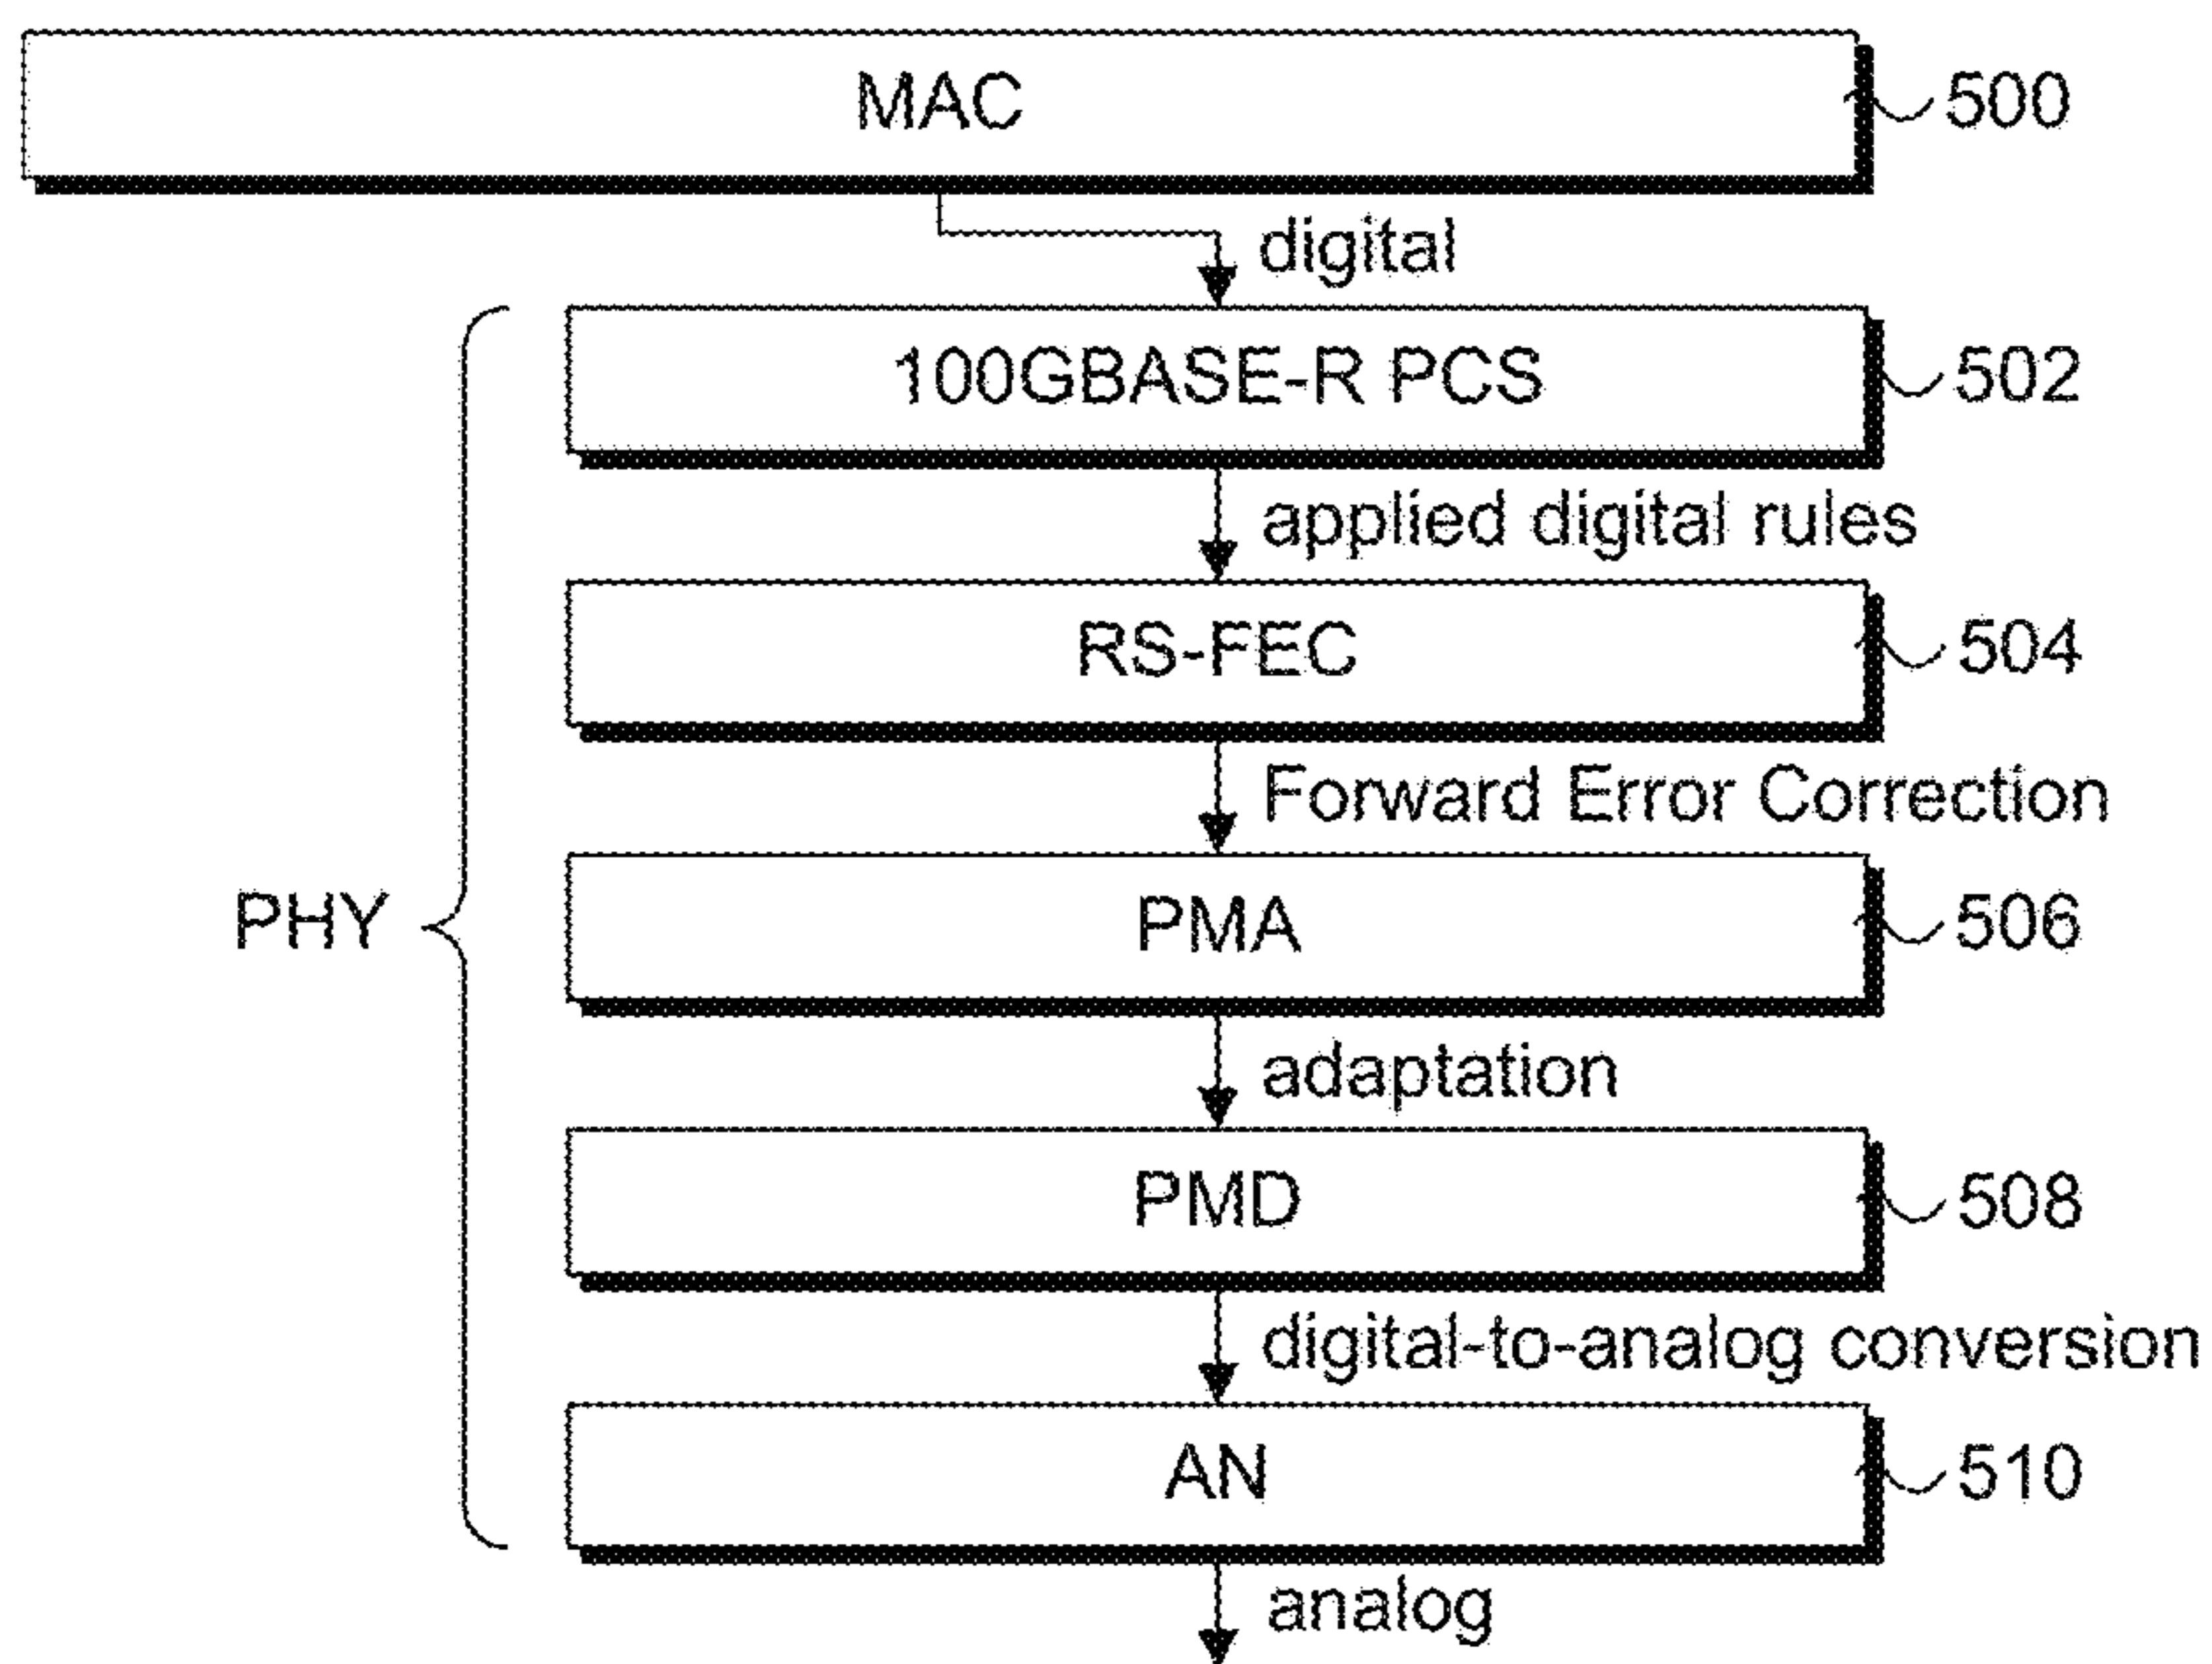 MAC
500
digital
100GBASE-R PCS
502
applied digital rules
RS-FEC
504
Forward Error Correction
PHY
PMA
506
adaptation
PMD
508
digital-to-analog conversion
AN
510
analog